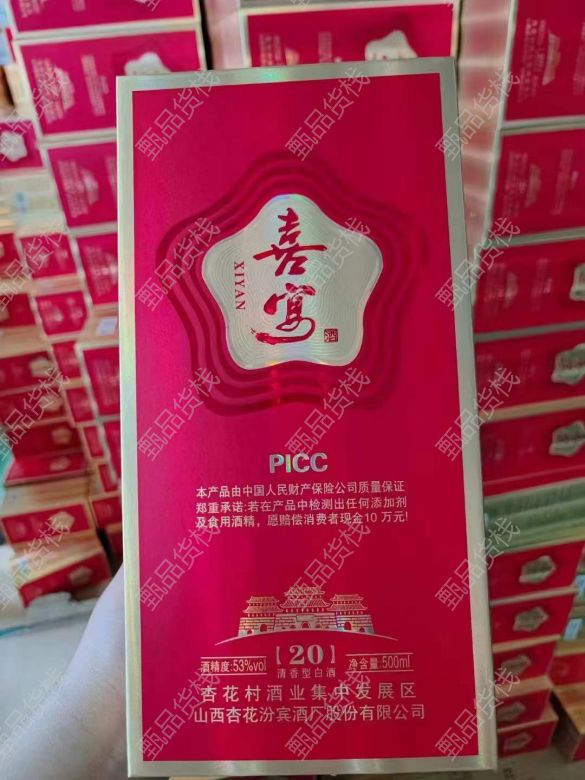 喜宴
XIYAN
酒
PICC
本产品由中国人民财产保险公司质量保证
郑重承诺:若在产品中检测出任何添加剂
及食用酒精，愿赔偿消费者现金10万元!
酒精度:53%vol
【20】
清香型白酒
净含量:500ml
杏花村酒业集中发展区
山西杏花汾宾酒厂股份有限公司
甄品货栈